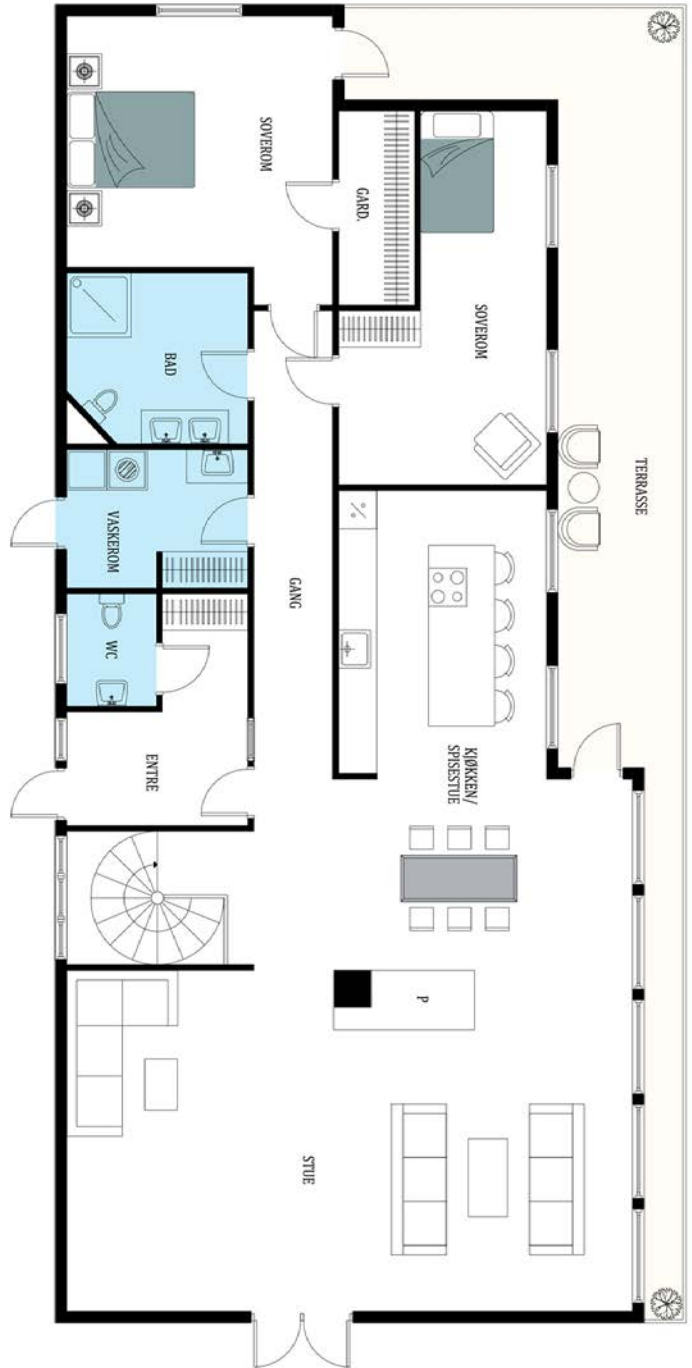 SOVEROM
GARD.
SOVEROM
BAD
TERRASSE
VASKEROM
GANG
WC
ENTRE
KJØKKEN/
SPISESTUE
P
STUE